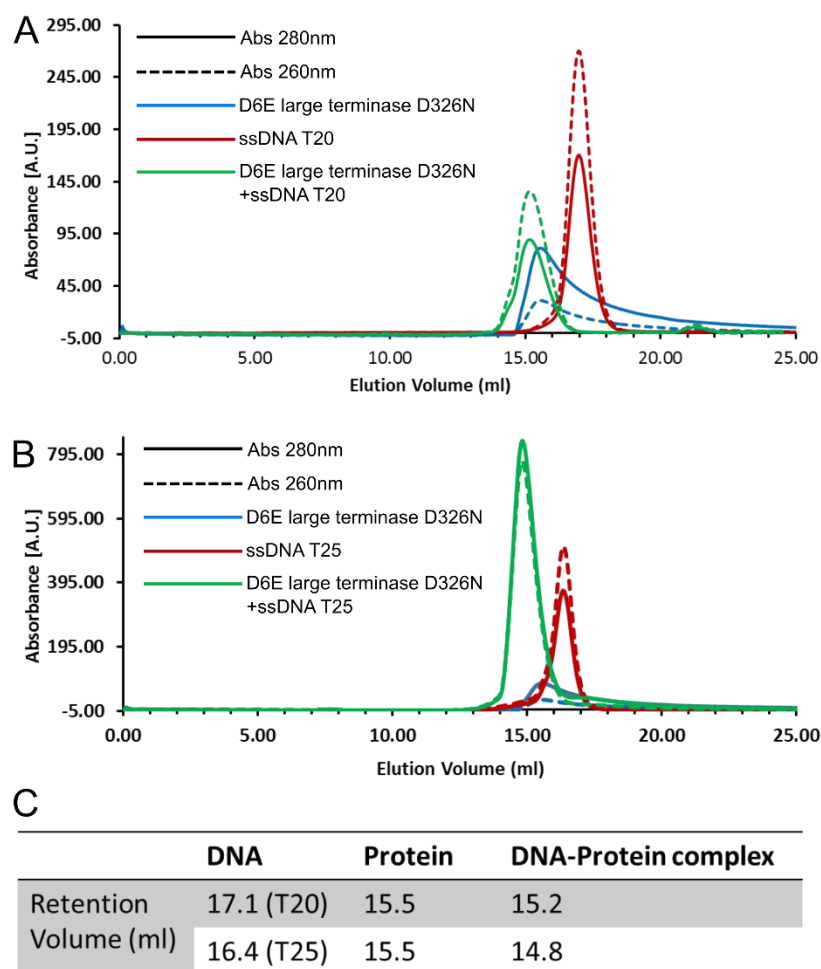 A
295.00
245.00
195.00
145.00
95.00
45.00
-5.00
Absorbance [A.U.]
Abs 280nm
Abs 260nm
D6E large terminase D326N
ssDNA T20
D6E large terminase D326N
+ssDNA T20
0.00 5.00 10.00 15.00 20.00 25.00
Elution Volume (ml)
B
795.00
595.00
395.00
195.00
-5.00
Absorbance [A.U.]
Abs 280nm
Abs 260nm
D6E large terminase D326N
ssDNA T25
D6E large terminase D326N
+ssDNA T25
0.00 5.00 10.00 15.00 20.00 25.00
Elution Volume (ml)
C
DNA Protein DNA-Protein complex
Retention 17.1 (T20) 15.5 15.2
Volume (ml) 16.4 (T25) 15.5 14.8